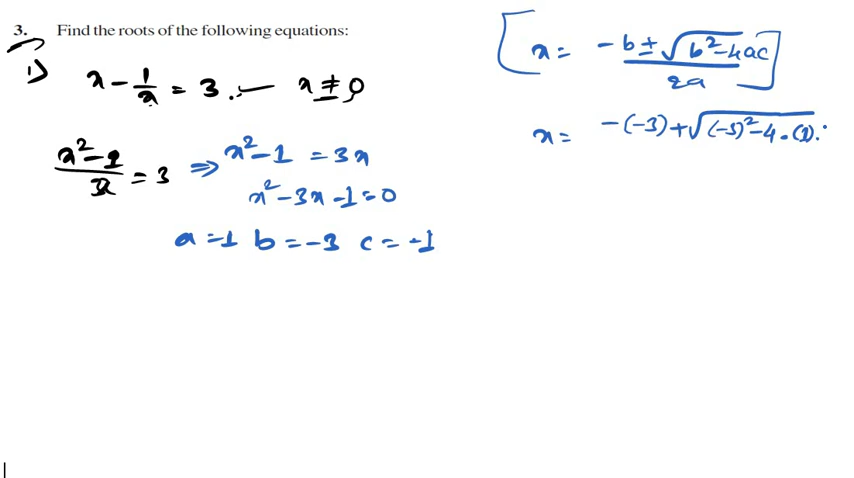 3. Find the roots of the following equations:
1) x - 1/x = 3. x ≠ 0
(x² - 1)/x = 3 ⇒ x² - 1 = 3x
x² - 3x - 1 = 0
a = 1 b = -3 c = -1
[x = (-b ± √(b² - 4ac))/2a]
x = -(-3) + √((-3)² - 4 · (1) ·